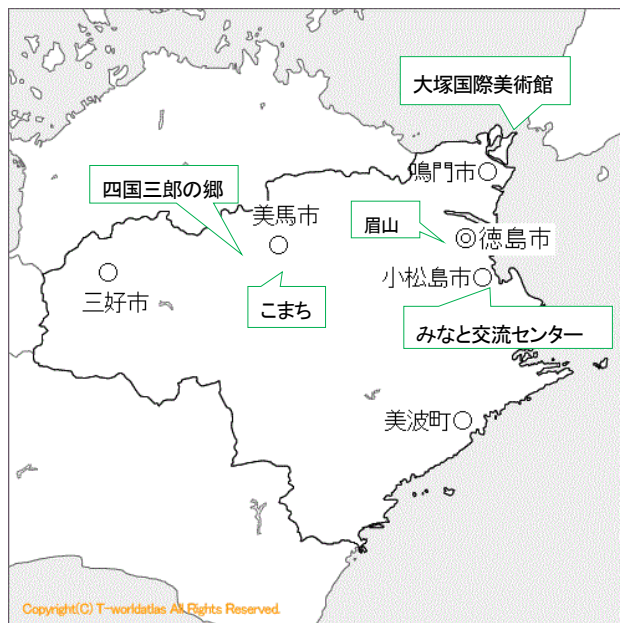 大塚国際美術館
鳴門市
四国三郎の郷
美馬市
眉山
徳島市
三好市
こまち
小松島市
みなと交流センター
美波町
Copyright(C) T-worldatlas All Rights Reserved.